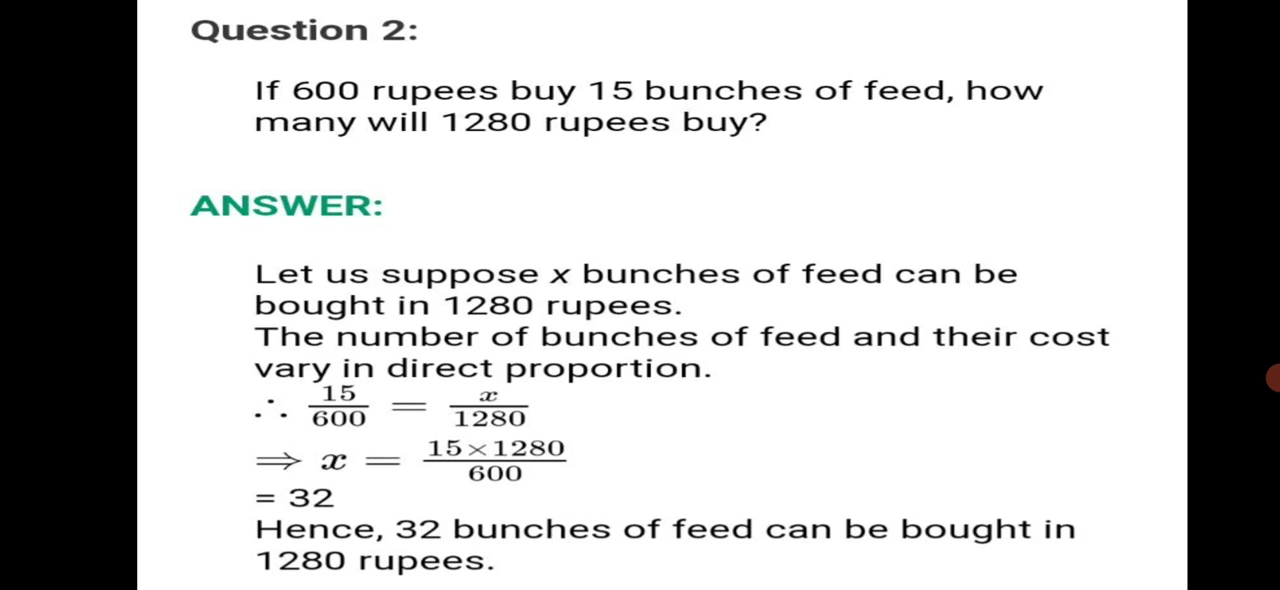 Question 2:
If 600 rupees buy 15 bunches of feed, how
many will 1280 rupees buy?
ANSWER:
Let us suppose x bunches of feed can be
bought in 1280 rupees.
The number of bunches of feed and their cost
vary in direct proportion.
∴ 15/600 = x/1280
⇒ x = 15×1280/600
= 32
Hence, 32 bunches of feed can be bought in
1280 rupees.